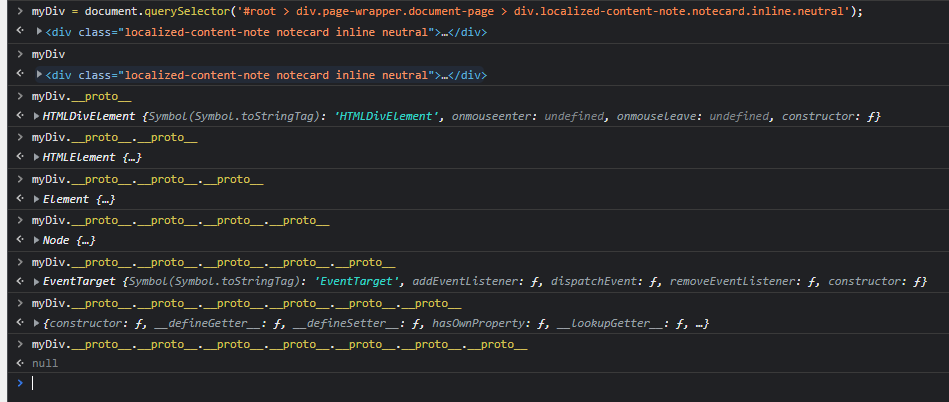 > myDiv = document.querySelector('#root > div.page-wrapper.document-page > div.localized-content-note.notecard.inline.neutral');
<· ▶<div class="localized-content-note notecard inline neutral">…</div>
> myDiv
<· ▶<div class="localized-content-note notecard inline neutral">…</div>
> myDiv.__proto__
<· ▶HTMLDivElement {Symbol(Symbol.toStringTag): 'HTMLDivElement', onmouseenter: undefined, onmouseleave: undefined, constructor: ƒ}
> myDiv.__proto__.__proto__
<· ▶HTMLElement {…}
> myDiv.__proto__.__proto__.__proto__
<· ▶Element {…}
> myDiv.__proto__.__proto__.__proto__.__proto__
<· ▶Node {…}
> myDiv.__proto__.__proto__.__proto__.__proto__.__proto__
<· ▶EventTarget {Symbol(Symbol.toStringTag): 'EventTarget', addEventListener: ƒ, dispatchEvent: ƒ, removeEventListener: ƒ, constructor: ƒ}
> myDiv.__proto__.__proto__.__proto__.__proto__.__proto__.__proto__
<· ▶{constructor: ƒ, __defineGetter__: ƒ, __defineSetter__: ƒ, hasOwnProperty: ƒ, __lookupGetter__: ƒ, …}
> myDiv.__proto__.__proto__.__proto__.__proto__.__proto__.__proto__.__proto__
<· null
>